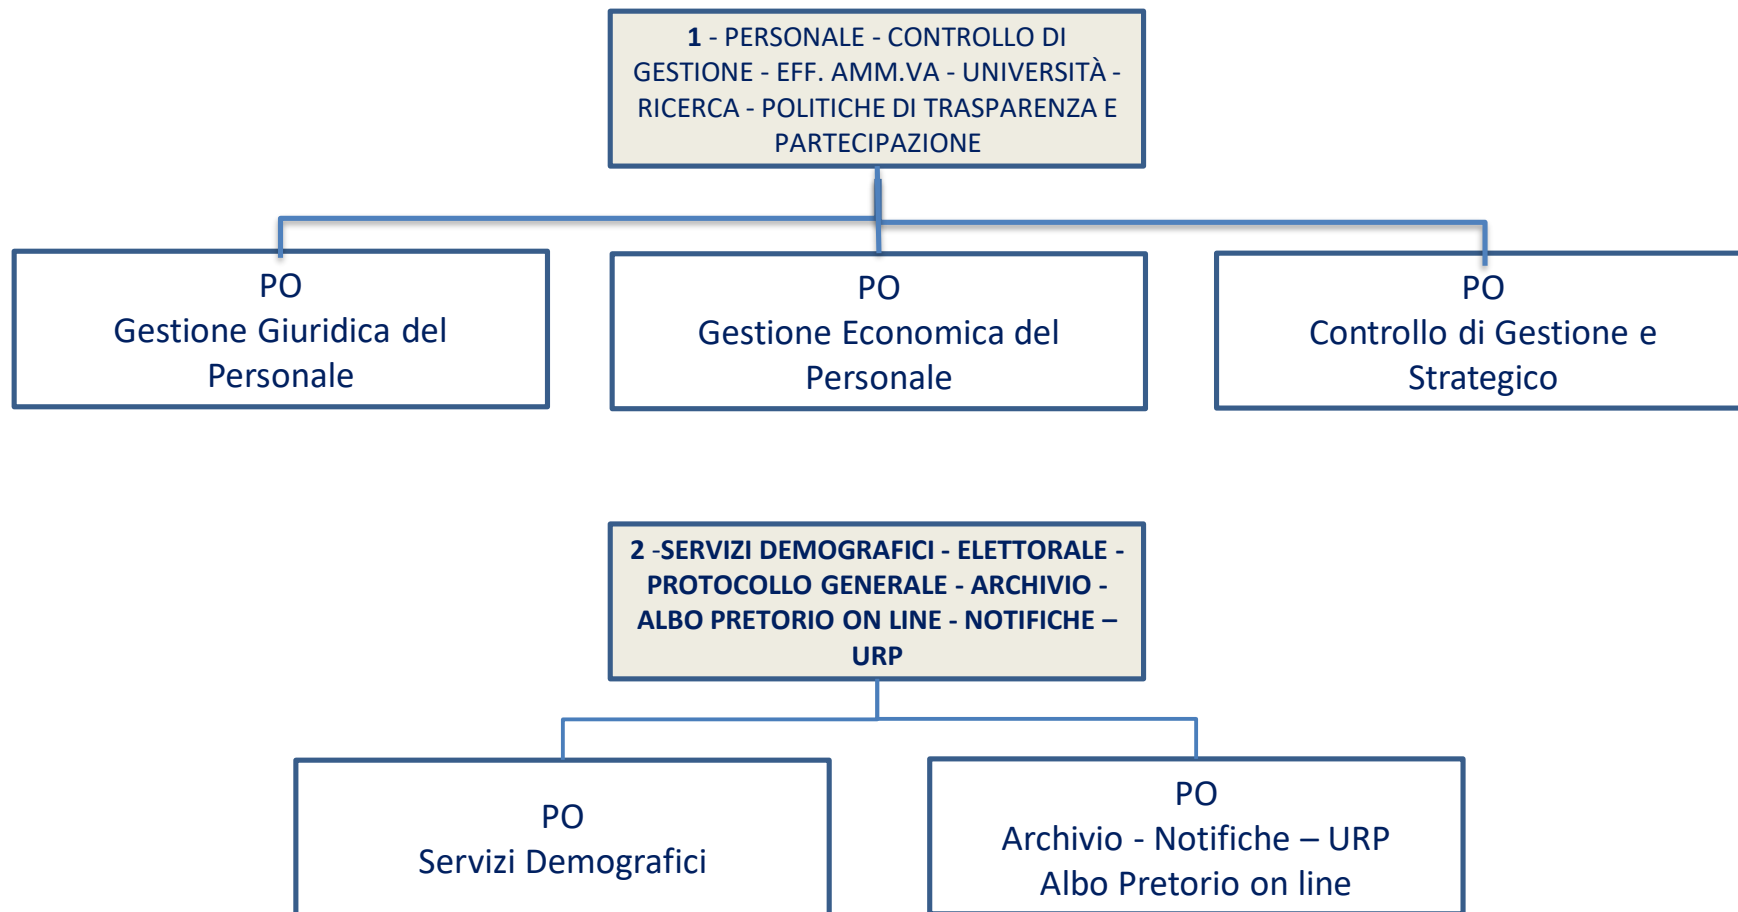 1 - PERSONALE - CONTROLLO DI
GESTIONE - EFF. AMM.VA - UNIVERSITÀ -
RICERCA - POLITICHE DI TRASPARENZA E
PARTECIPAZIONE
PO
Gestione Giuridica del
Personale
PO
Gestione Economica del
Personale
PO
Controllo di Gestione e
Strategico
2 -SERVIZI DEMOGRAFICI - ELETTORALE -
PROTOCOLLO GENERALE - ARCHIVIO -
ALBO PRETORIO ON LINE - NOTIFICHE –
URP
PO
Servizi Demografici
PO
Archivio - Notifiche – URP
Albo Pretorio on line